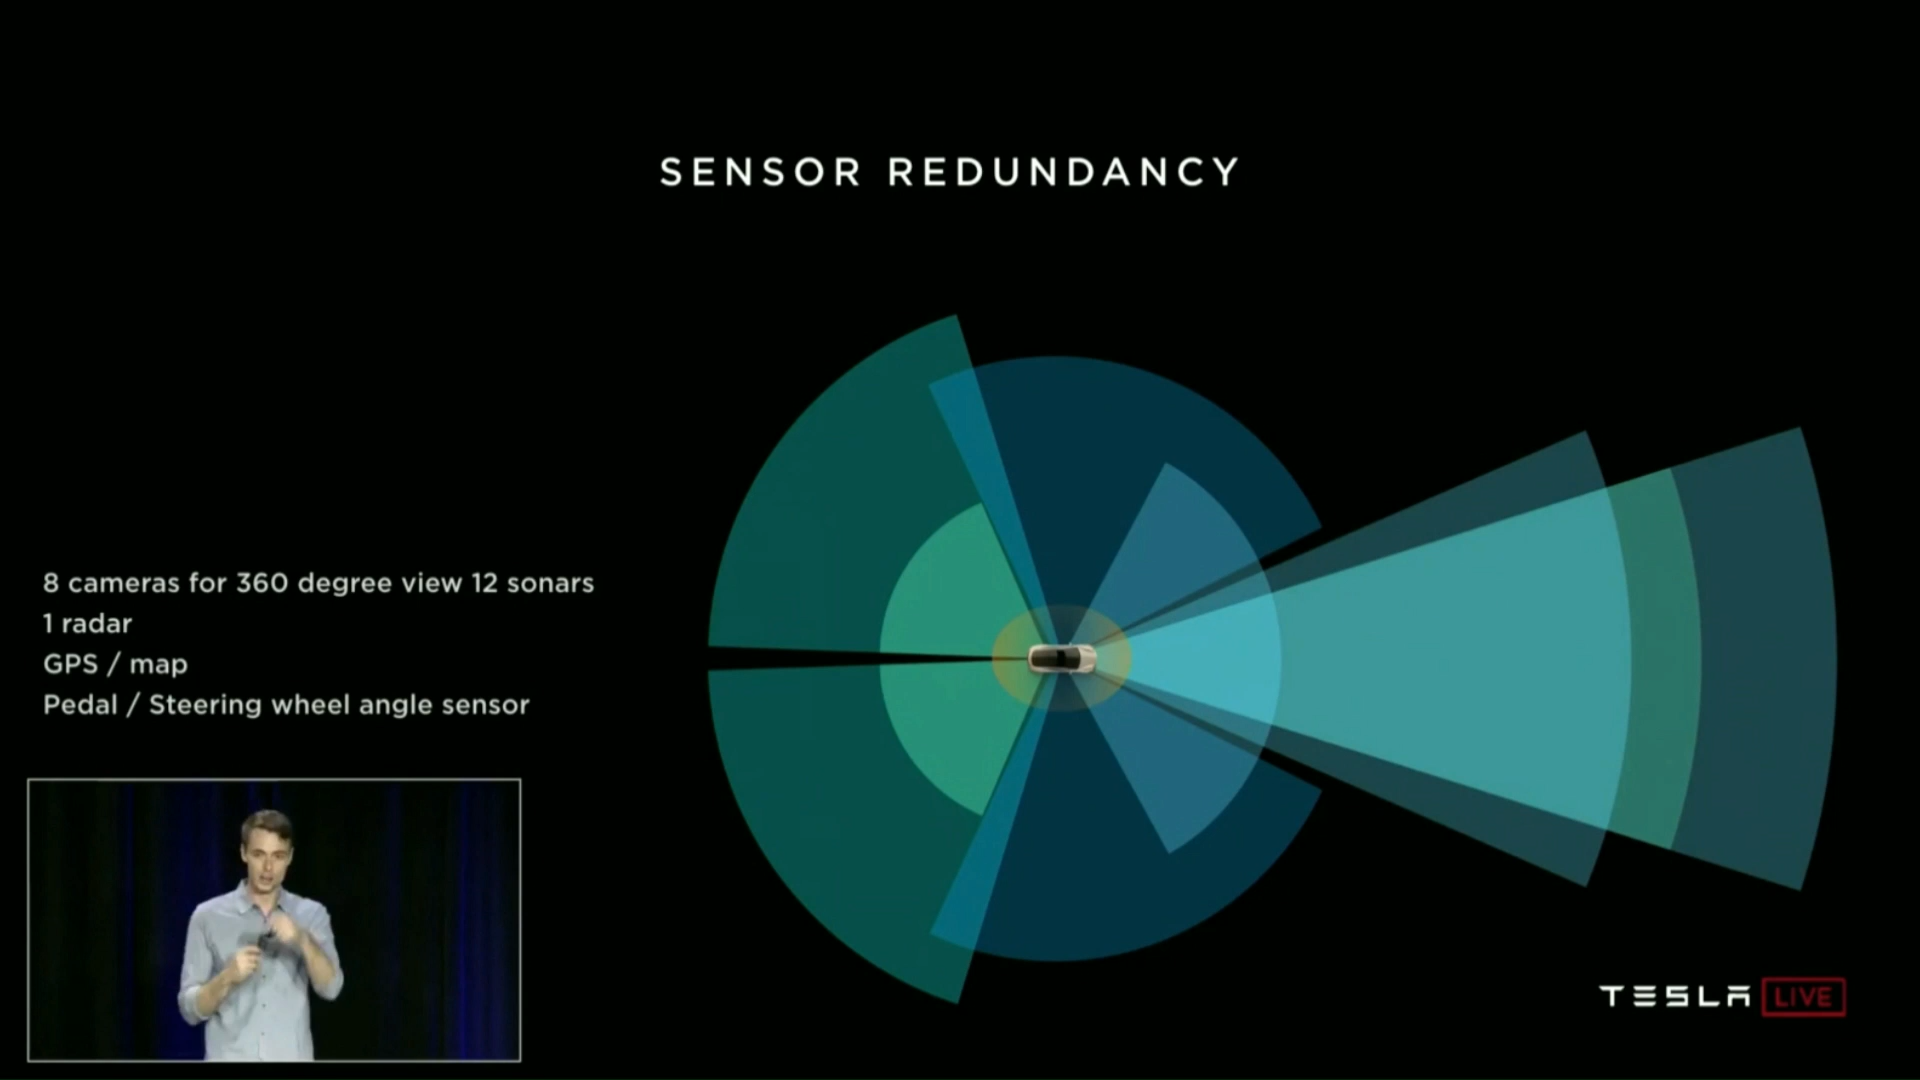 SENSOR REDUNDANCY
8 cameras for 360 degree view 12 sonars
1 radar
GPS / map
Pedal / Steering wheel angle sensor
TESLA LIVE